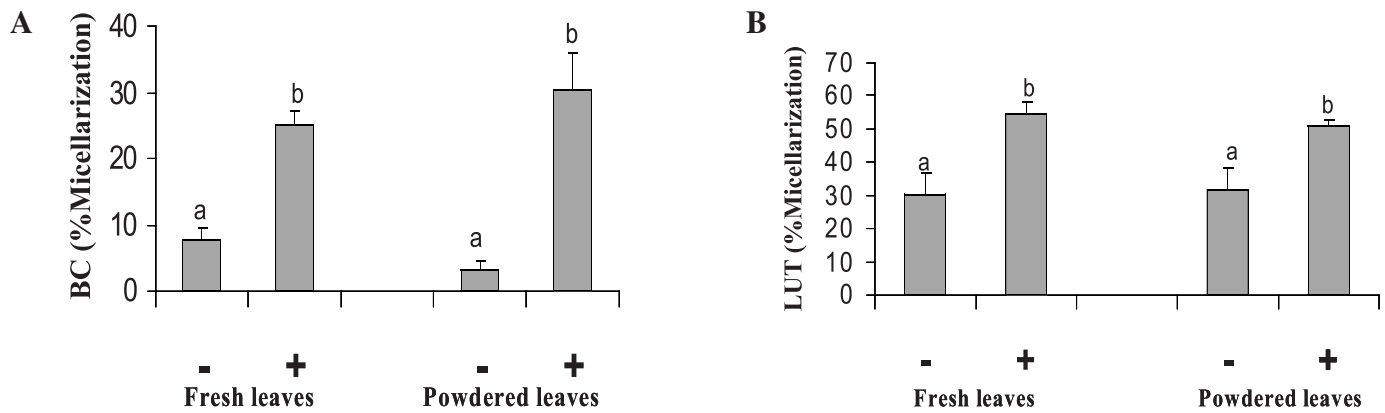 A
BC (%Micellarization)
40
30
20
10
0
a
b
a
b
- + - +
Fresh leaves Powdered leaves
B
LUT (%Micellarization)
70
60
50
40
30
20
10
0
a
b
a
b
- + - +
Fresh leaves Powdered leaves